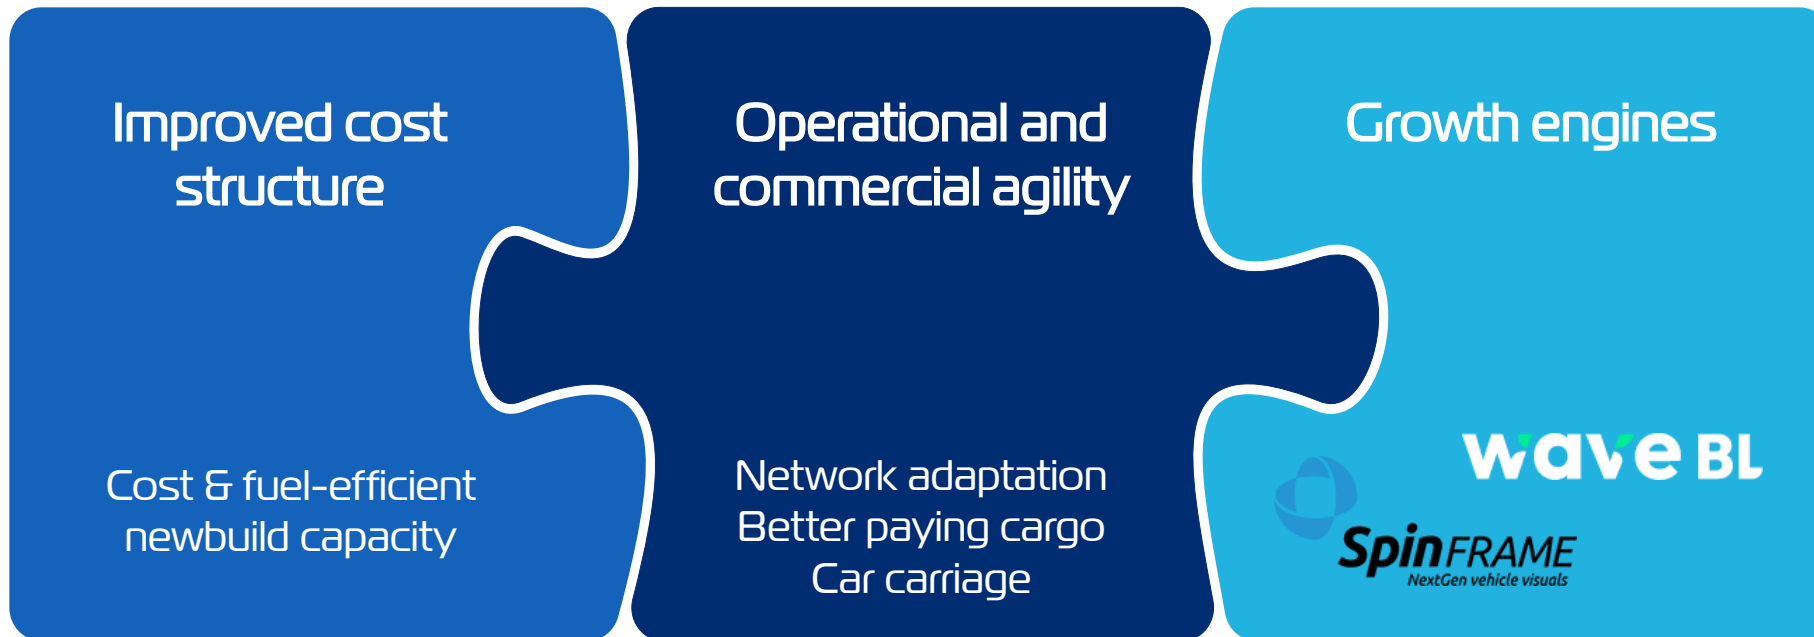 Improved cost
structure
Cost & fuel-efficient
newbuild capacity
Operational and
commercial agility
Network adaptation
Better paying cargo
Car carriage
Growth engines
wave BL
SpinFRAME
NextGen vehicle visuals